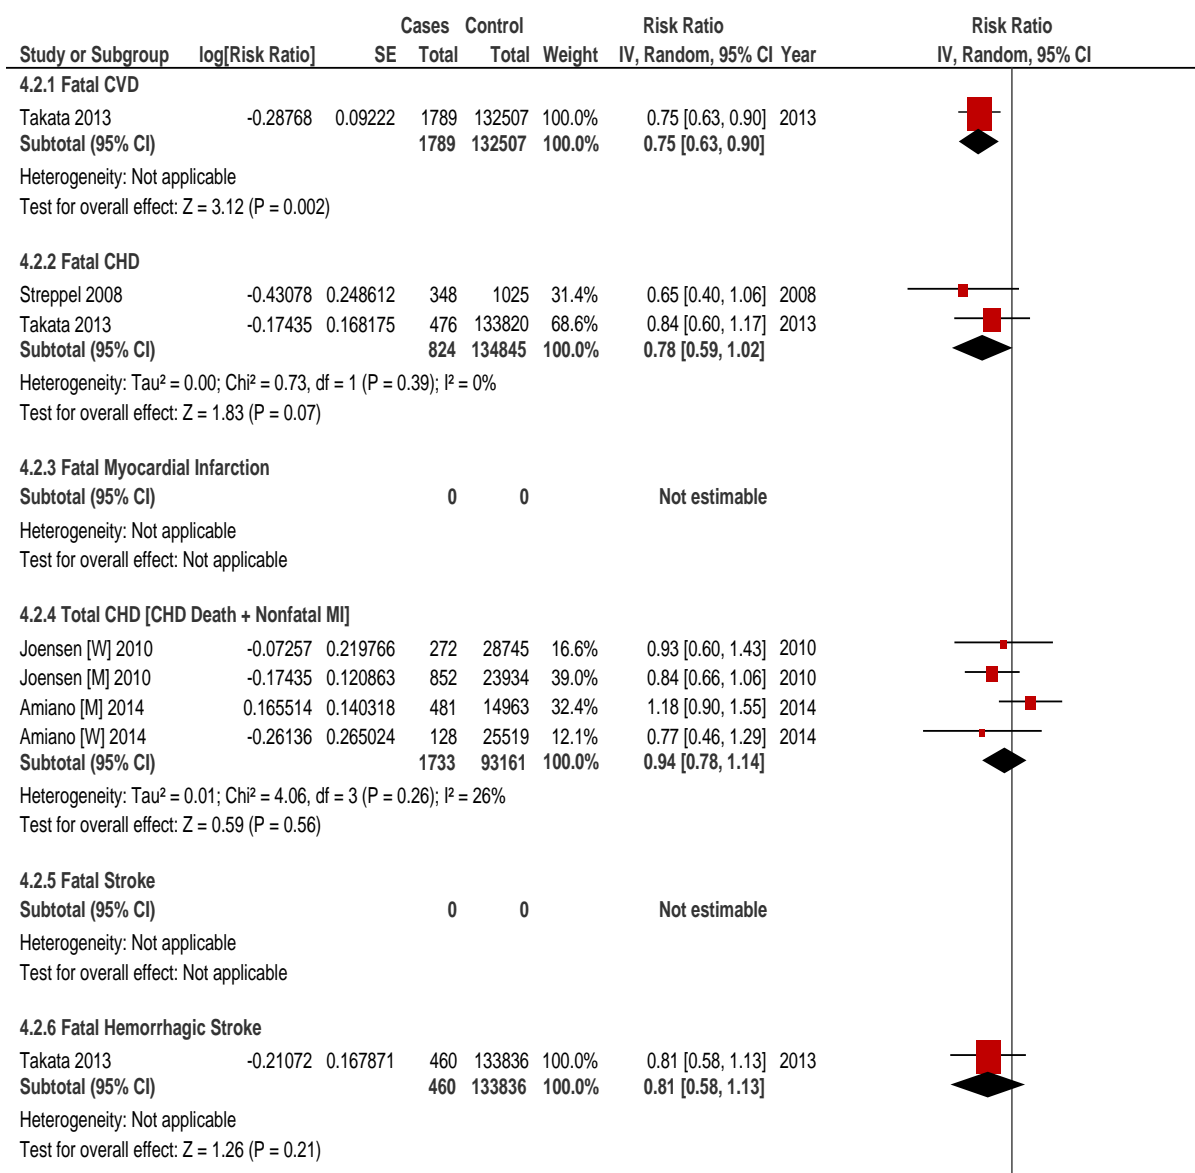 Cases Control Risk Ratio Risk Ratio
Study or Subgroup log[Risk Ratio] SE Total Total Weight IV, Random, 95% CI Year IV, Random, 95% CI
4.2.1 Fatal CVD
Takata 2013 -0.28768 0.09222 1789 132507 100.0% 0.75 [0.63, 0.90] 2013
Subtotal (95% CI) 1789 132507 100.0% 0.75 [0.63, 0.90]
Heterogeneity: Not applicable
Test for overall effect: Z = 3.12 (P = 0.002)
4.2.2 Fatal CHD
Streppel 2008 -0.43078 0.248612 348 1025 31.4% 0.65 [0.40, 1.06] 2008
Takata 2013 -0.17435 0.168175 476 133820 68.6% 0.84 [0.60, 1.17] 2013
Subtotal (95% CI) 824 134845 100.0% 0.78 [0.59, 1.02]
Heterogeneity: Tau² = 0.00; Chi² = 0.73, df = 1 (P = 0.39); I² = 0%
Test for overall effect: Z = 1.83 (P = 0.07)
4.2.3 Fatal Myocardial Infarction
Subtotal (95% CI) 0 0 Not estimable
Heterogeneity: Not applicable
Test for overall effect: Not applicable
4.2.4 Total CHD [CHD Death + Nonfatal MI]
Joensen [W] 2010 -0.07257 0.219766 272 28745 16.6% 0.93 [0.60, 1.43] 2010
Joensen [M] 2010 -0.17435 0.120863 852 23934 39.0% 0.84 [0.66, 1.06] 2010
Amiano [M] 2014 0.165514 0.140318 481 14963 32.4% 1.18 [0.90, 1.55] 2014
Amiano [W] 2014 -0.26136 0.265024 128 25519 12.1% 0.77 [0.46, 1.29] 2014
Subtotal (95% CI) 1733 93161 100.0% 0.94 [0.78, 1.14]
Heterogeneity: Tau² = 0.01; Chi² = 4.06, df = 3 (P = 0.26); I² = 26%
Test for overall effect: Z = 0.59 (P = 0.56)
4.2.5 Fatal Stroke
Subtotal (95% CI) 0 0 Not estimable
Heterogeneity: Not applicable
Test for overall effect: Not applicable
4.2.6 Fatal Hemorrhagic Stroke
Takata 2013 -0.21072 0.167871 460 133836 100.0% 0.81 [0.58, 1.13] 2013
Subtotal (95% CI) 460 133836 100.0% 0.81 [0.58, 1.13]
Heterogeneity: Not applicable
Test for overall effect: Z = 1.26 (P = 0.21)